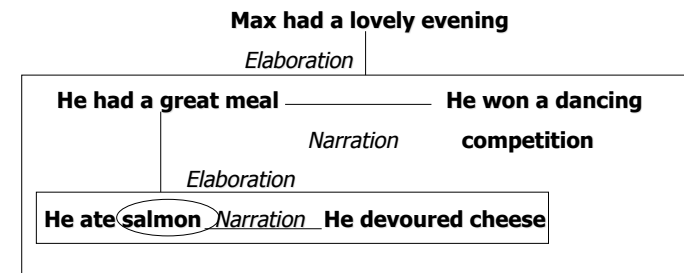 Max had a lovely evening
Elaboration
He had a great meal He won a dancing
Narration competition
Elaboration
He ate salmon Narration He devoured cheese